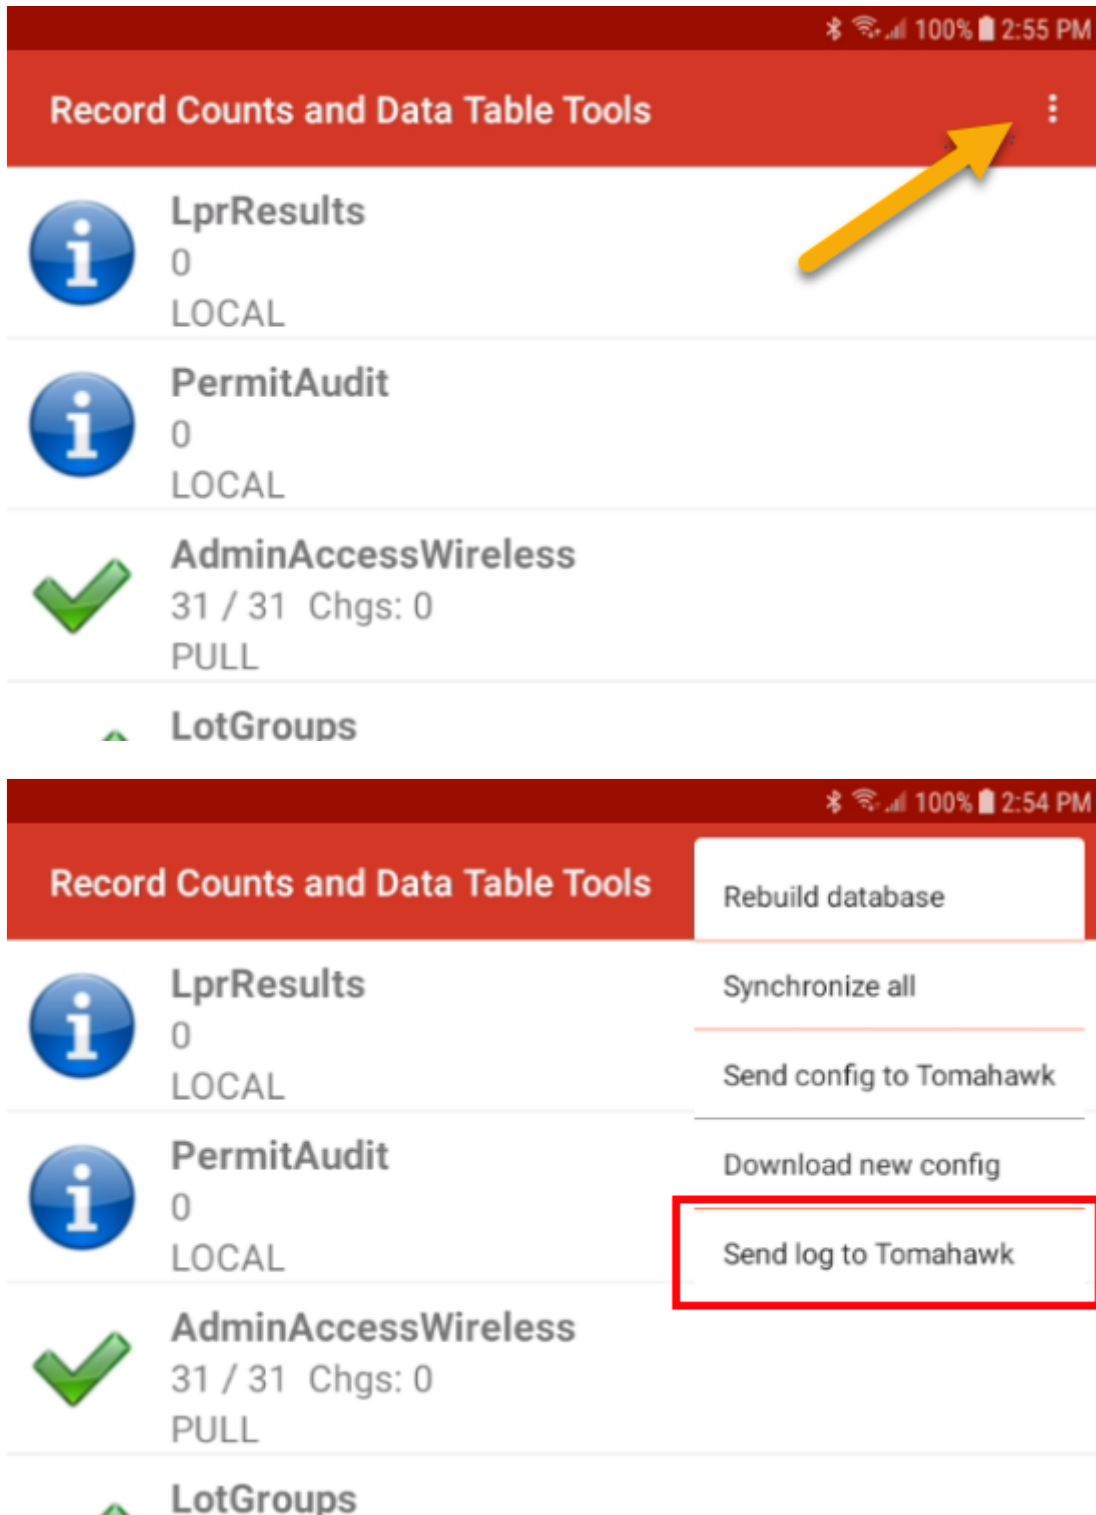 100% 2:55 PM
Record Counts and Data Table Tools
LprResults
0
LOCAL
PermitAudit
0
LOCAL
AdminAccessWireless
31 / 31 Chgs: 0
PULL
LotGroups
100% 2:54 PM
Record Counts and Data Table Tools
Rebuild database
Synchronize all
Send config to Tomahawk
Download new config
Send log to Tomahawk
LprResults
0
LOCAL
PermitAudit
0
LOCAL
AdminAccessWireless
31 / 31 Chgs: 0
PULL
LotGroups